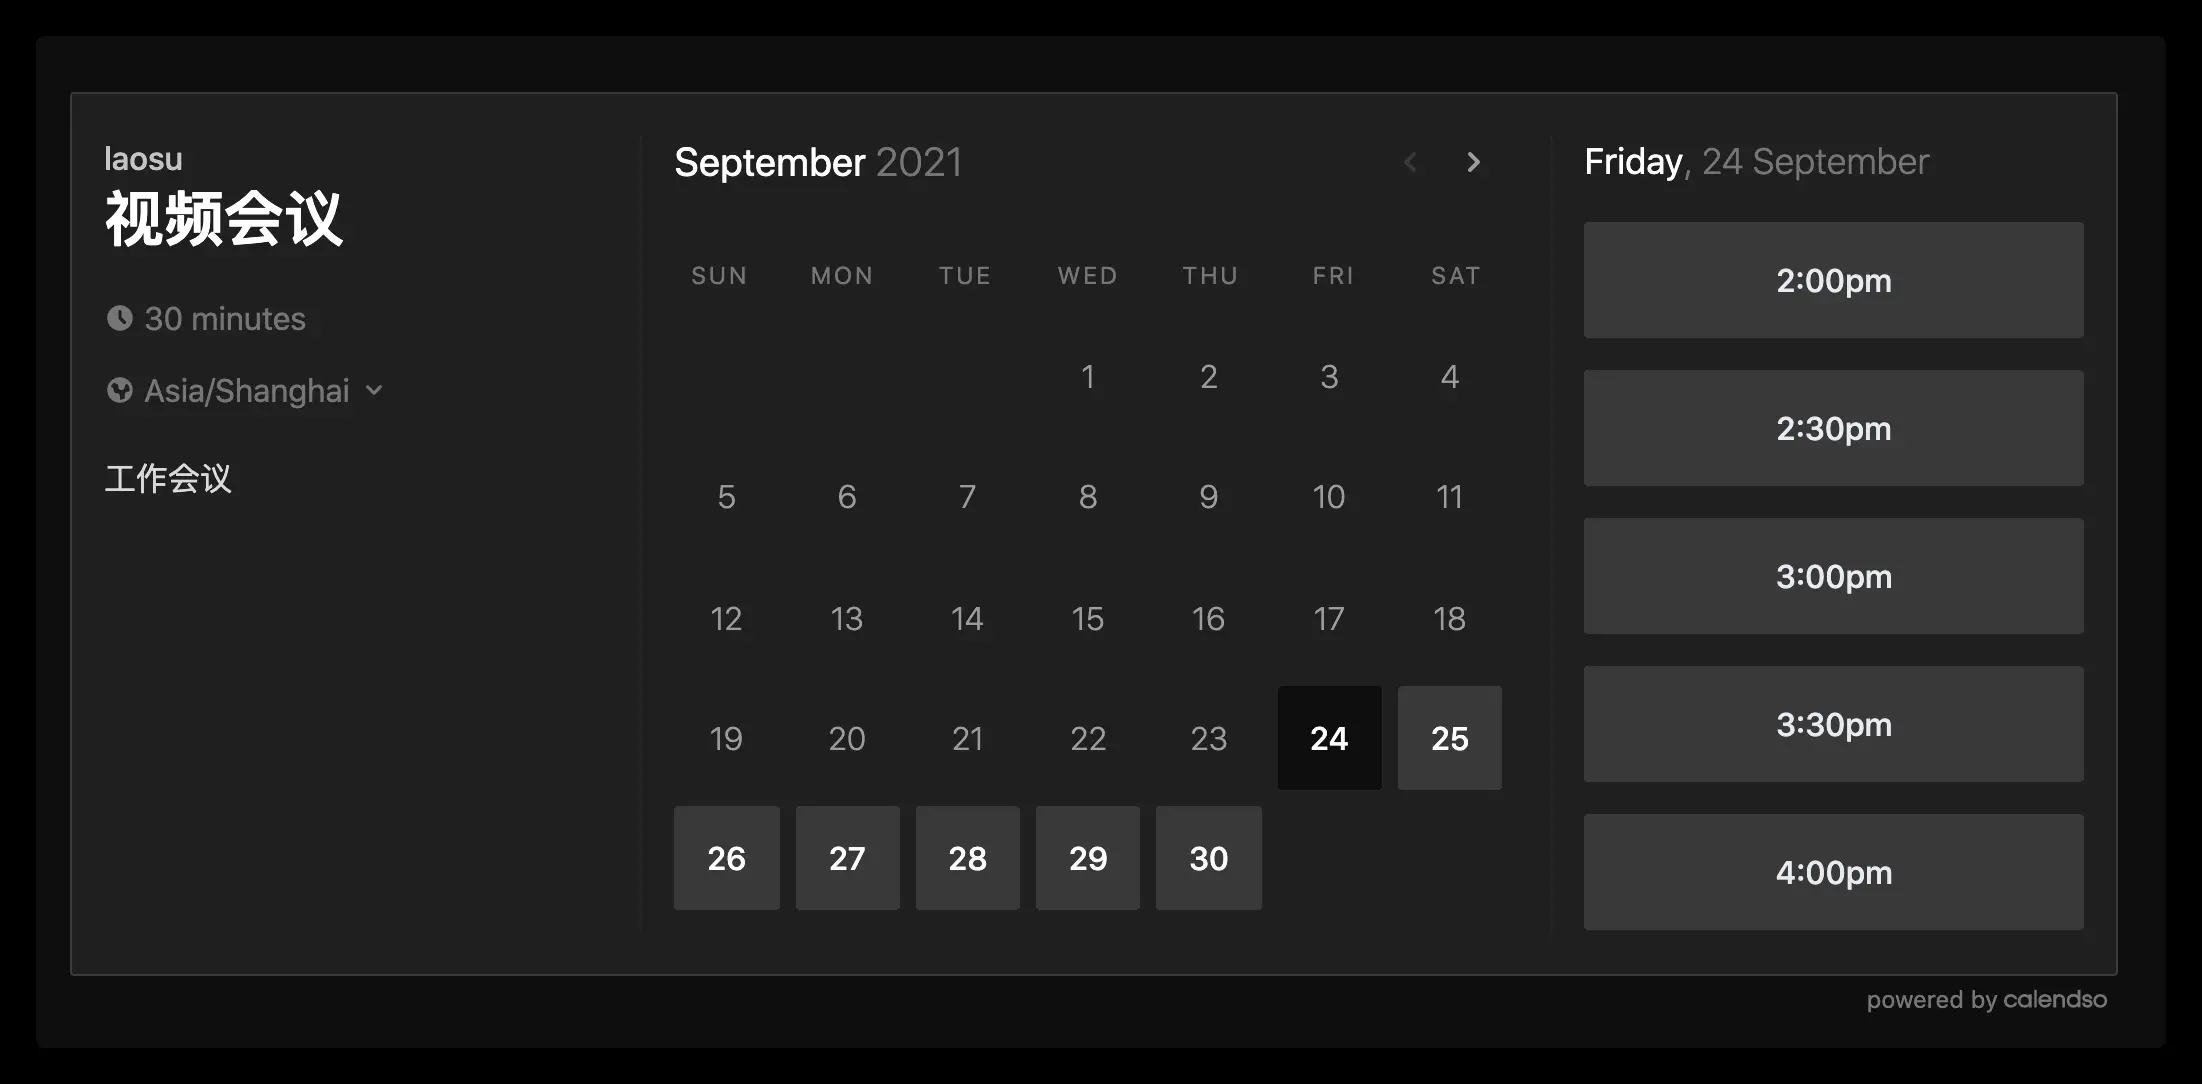 laosu
视频会议
30 minutes
Asia/Shanghai
工作会议
September 2021
SUN MON TUE WED THU FRI SAT
1 2 3 4
5 6 7 8 9 10 11
12 13 14 15 16 17 18
19 20 21 22 23 24 25
26 27 28 29 30
Friday, 24 September
2:00pm
2:30pm
3:00pm
3:30pm
4:00pm
powered by calendso